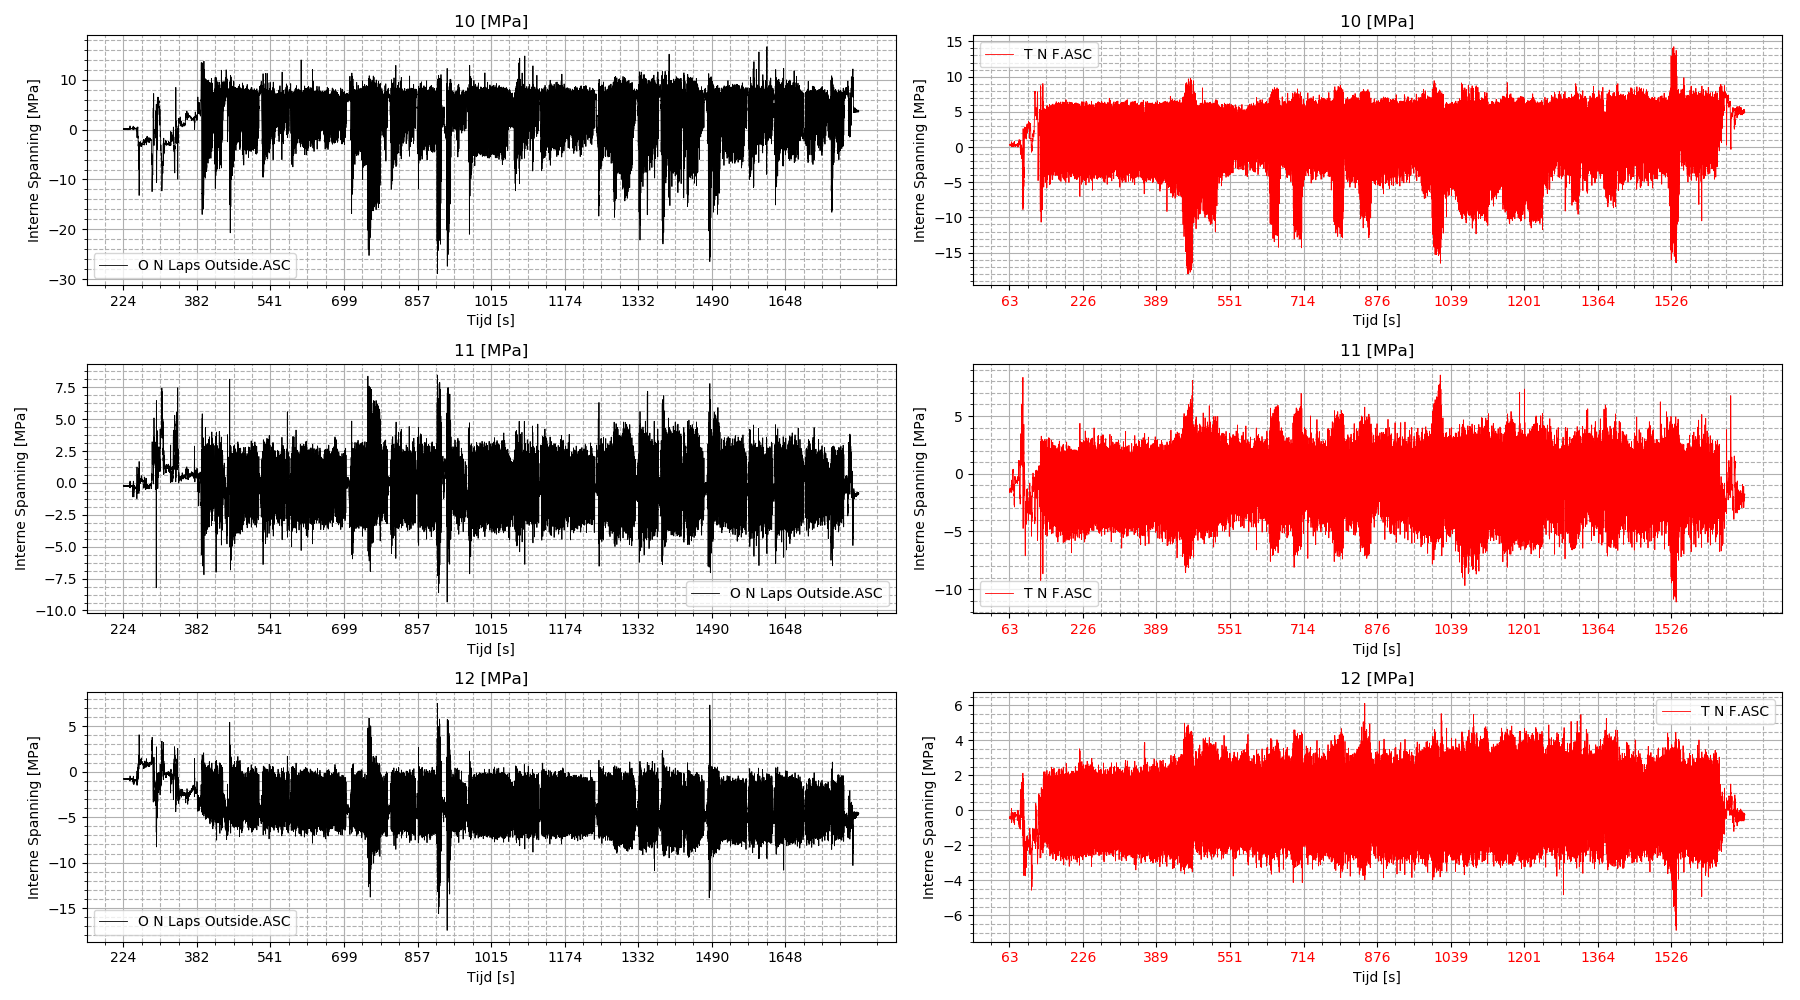 10 [MPa]
Interne Spanning [MPa]
10
0
−10
−20
−30
O N Laps Outside.ASC
224 382 541 699 857 1015 1174 1332 1490 1648
Tijd [s]
10 [MPa]
Interne Spanning [MPa]
15
10
5
0
−5
−10
−15
T N F.ASC
63 226 389 551 714 876 1039 1201 1364 1526
Tijd [s]
11 [MPa]
Interne Spanning [MPa]
7.5
5.0
2.5
0.0
−2.5
−5.0
−7.5
−10.0
O N Laps Outside.ASC
224 382 541 699 857 1015 1174 1332 1490 1648
Tijd [s]
11 [MPa]
Interne Spanning [MPa]
5
0
−5
−10
T N F.ASC
63 226 389 551 714 876 1039 1201 1364 1526
Tijd [s]
12 [MPa]
Interne Spanning [MPa]
5
0
−5
−10
−15
O N Laps Outside.ASC
224 382 541 699 857 1015 1174 1332 1490 1648
Tijd [s]
12 [MPa]
Interne Spanning [MPa]
6
4
2
0
−2
−4
−6
T N F.ASC
63 226 389 551 714 876 1039 1201 1364 1526
Tijd [s]